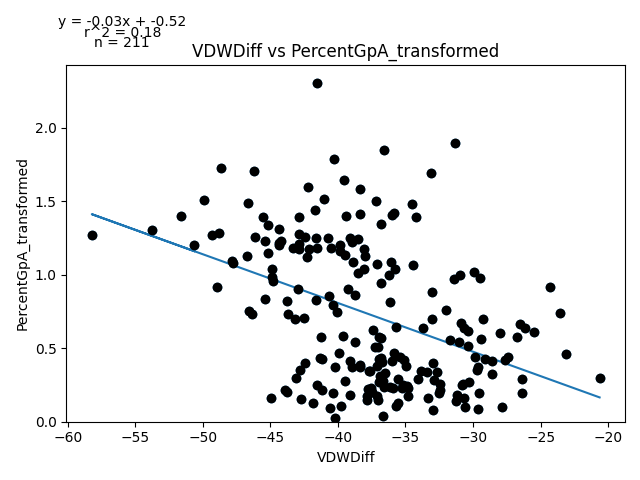 y = -0.03x + -0.52
r^2 = 0.18
n = 211
VDWDiff vs PercentGpA_transformed
PercentGpA_transformed
2.0
1.5
1.0
0.5
0.0
−60 −55 −50 −45 −40 −35 −30 −25 −20
VDWDiff